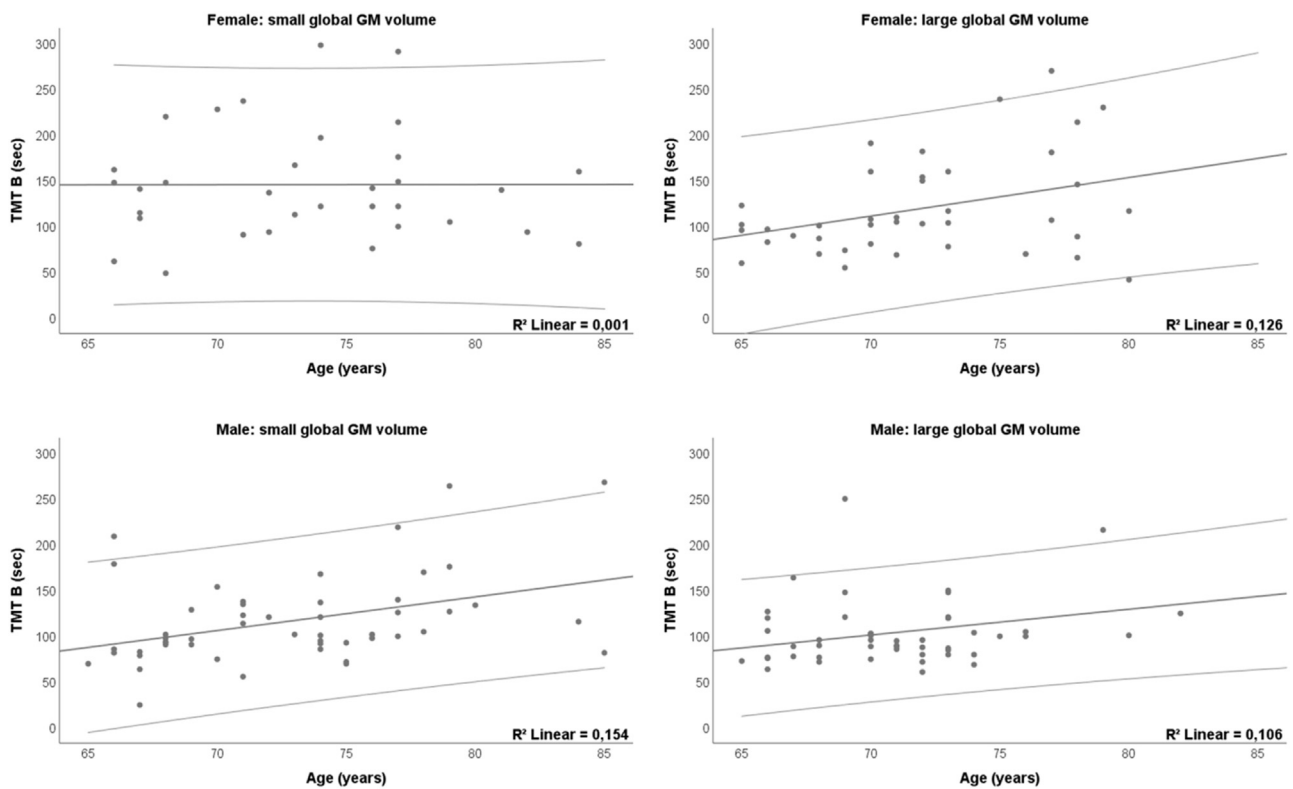 Female: small global GM volume
300
250
200
150
100
50
0
TMT B (sec)
R² Linear = 0,001
65 70 75 80 85
Age (years)
Female: large global GM volume
300
250
200
150
100
50
0
TMT B (sec)
R² Linear = 0,126
65 70 75 80 85
Age (years)
Male: small global GM volume
300
250
200
150
100
50
0
TMT B (sec)
R² Linear = 0,154
65 70 75 80 85
Age (years)
Male: large global GM volume
300
250
200
150
100
50
0
TMT B (sec)
R² Linear = 0,106
65 70 75 80 85
Age (years)